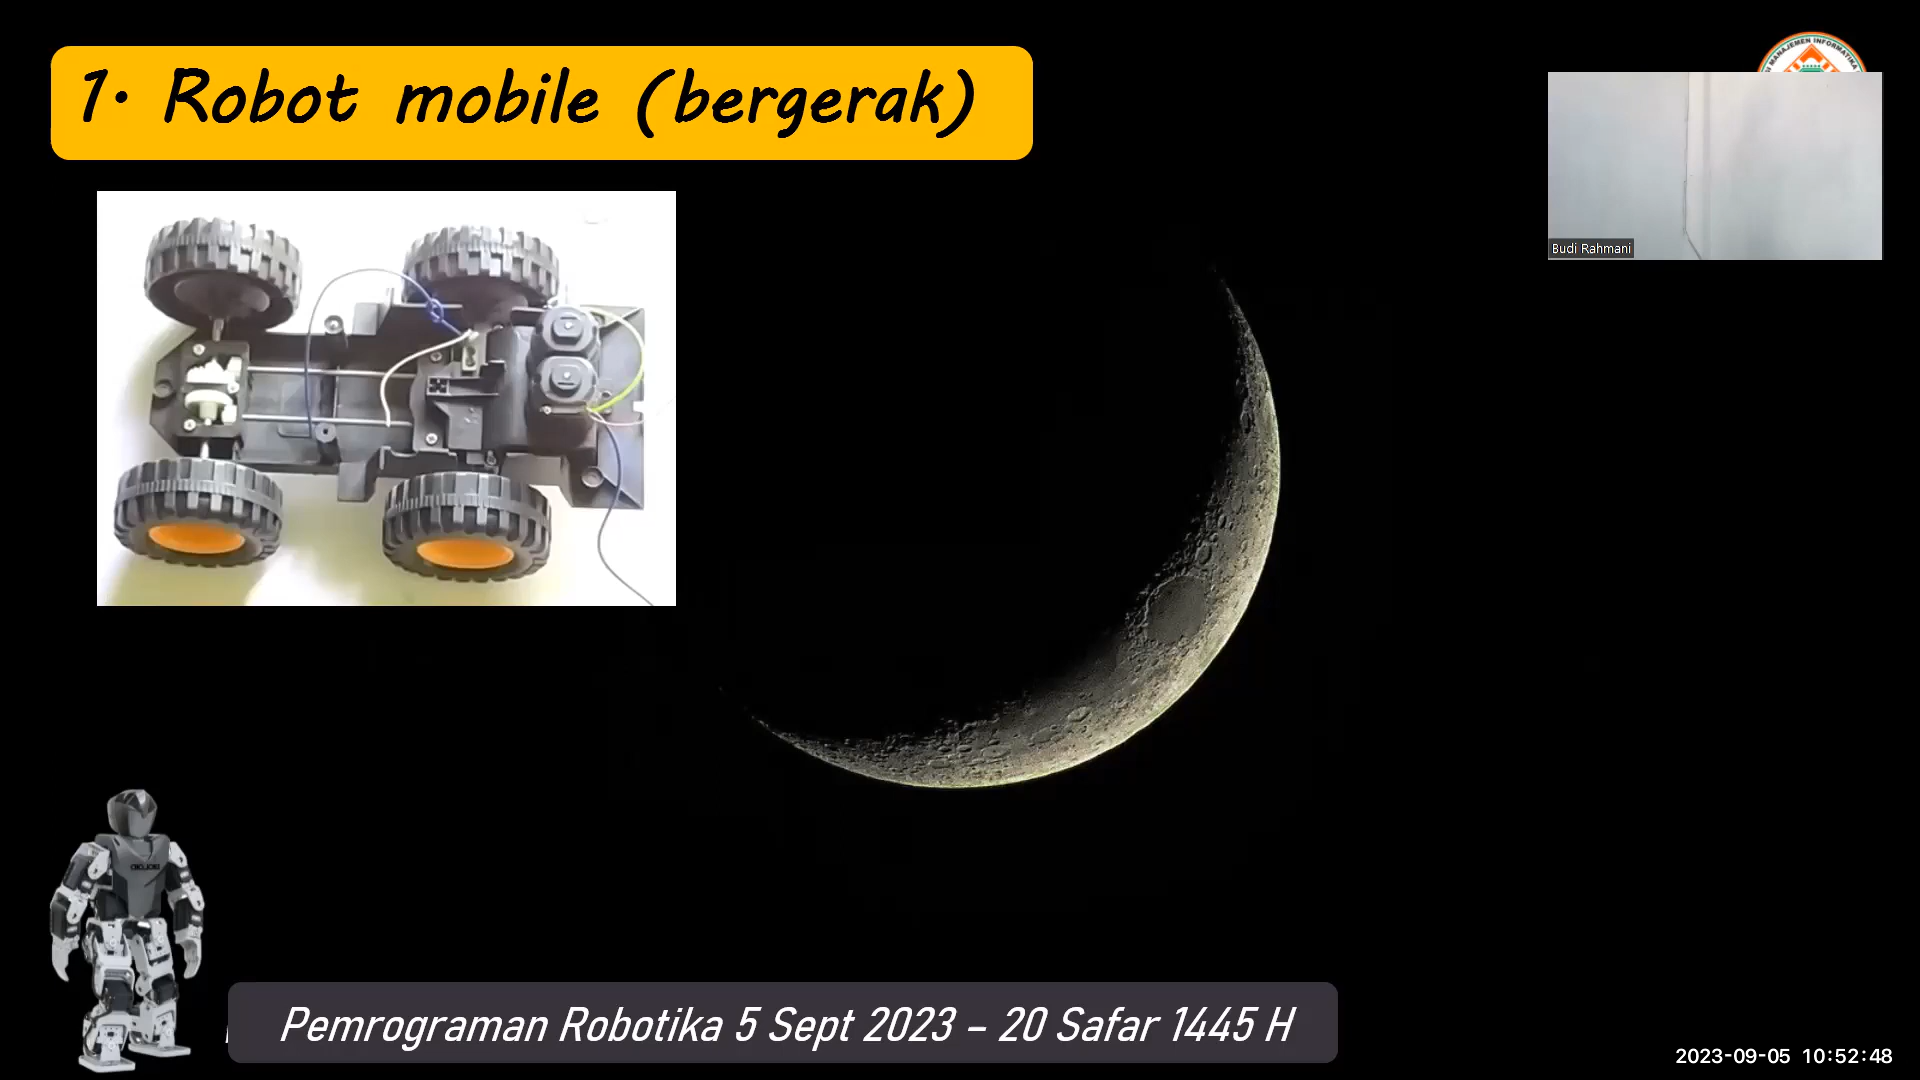 1. Robot mobile (bergerak)
Budi Rahmani
Pemrograman Robotika 5 Sept 2023 – 20 Safar 1445 H
2023-09-05 10:52:48